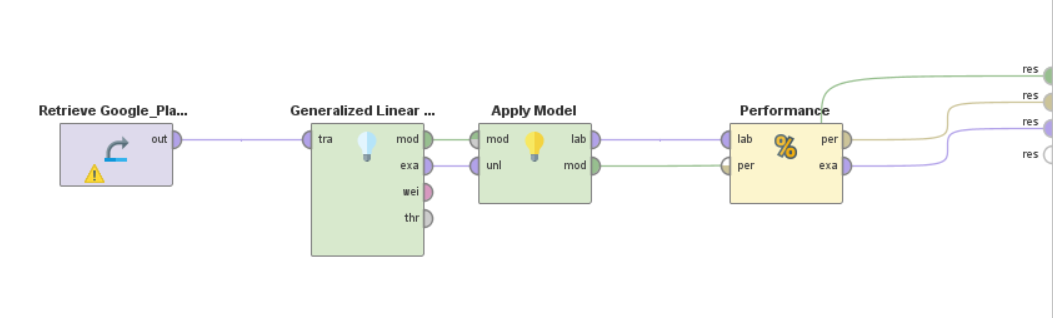 Retrieve Google_Pla...
out
Generalized Linear ...
tra
mod
exa
wei
thr
Apply Model
mod
lab
unl
mod
Performance
%
lab
per
per
exa
res
res
res
res